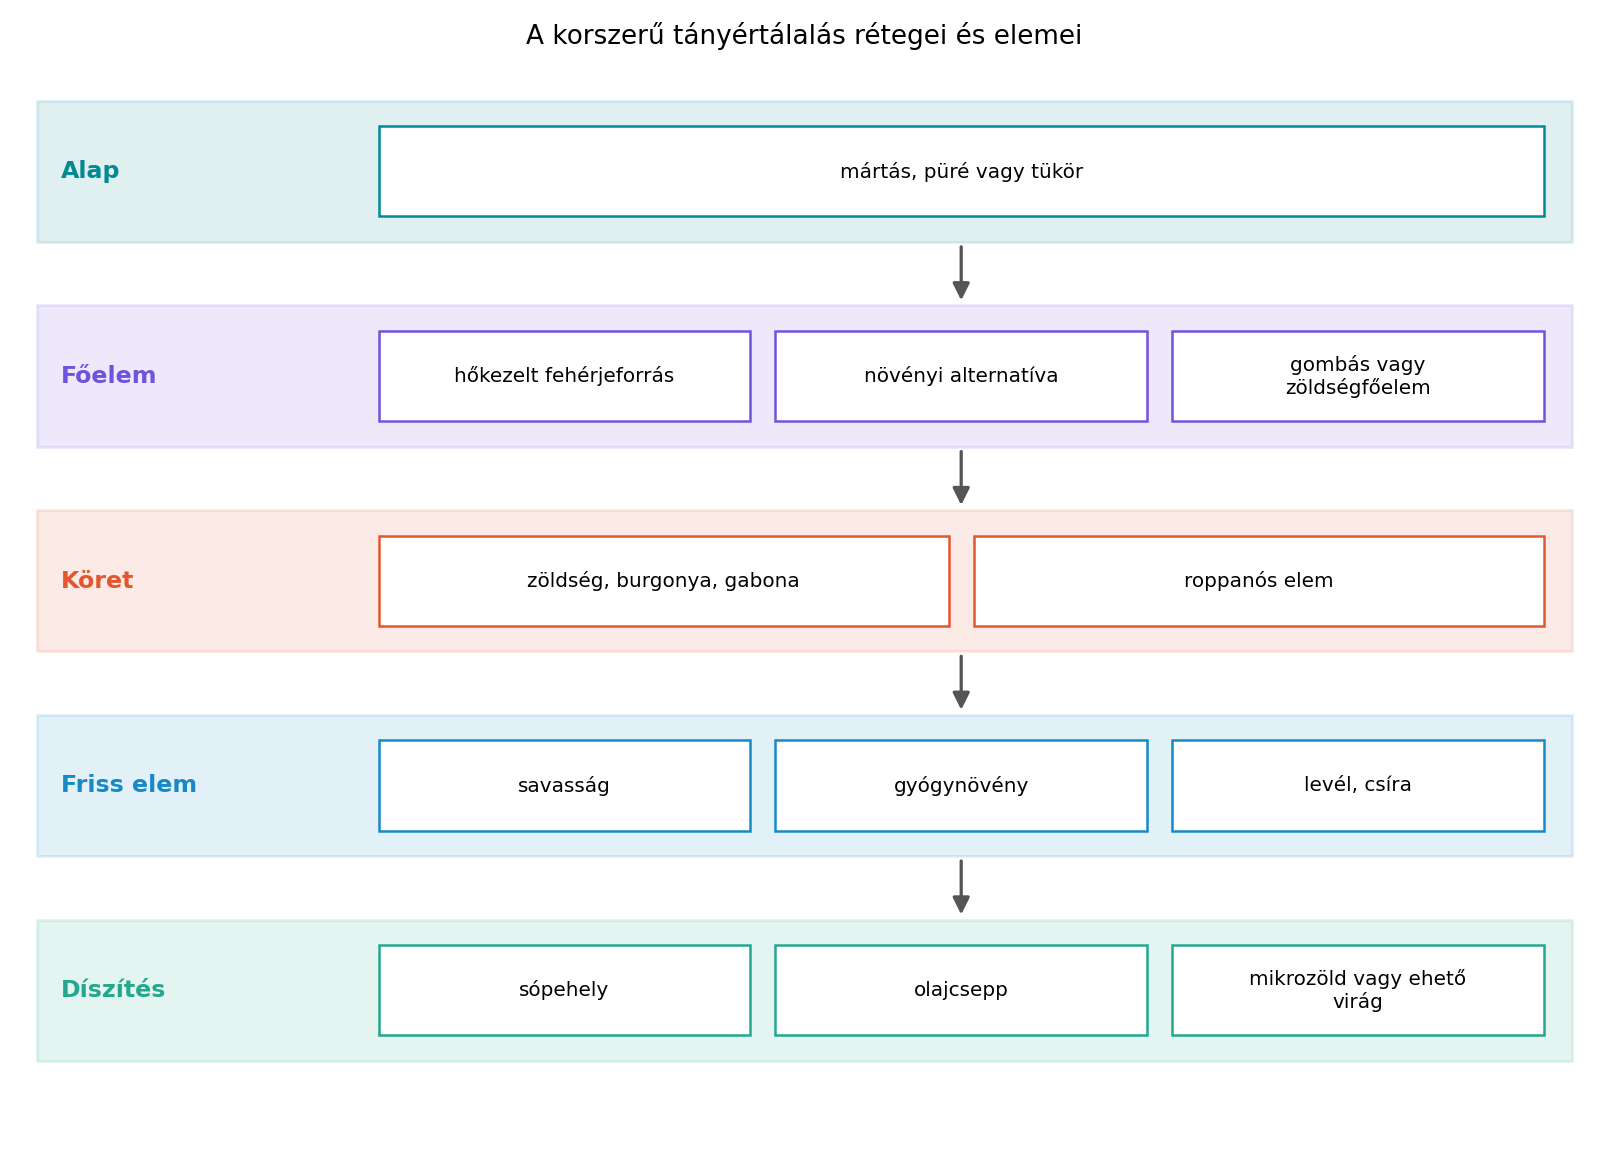 A korszerű tányértálalás rétegei és elemei
Alap
mártás, püré vagy tükör
Főelem
hőkezelt fehérjeforrás
növényi alternatíva
gombás vagy
zöldségfőelem
Köret
zöldség, burgonya, gabona
roppanós elem
Friss elem
savasság
gyógynövény
levél, csíra
Díszítés
sópehely
olajcsepp
mikrozöld vagy ehető
virág